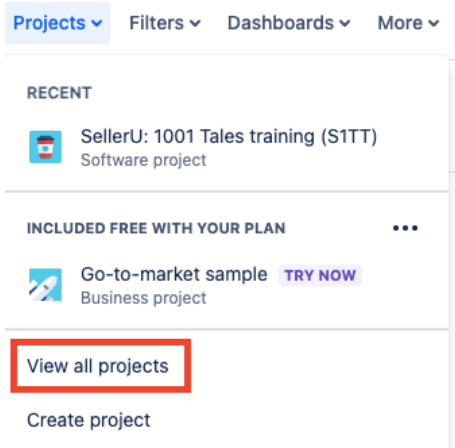 Projects Filters Dashboards More
RECENT
SellerU: 1001 Tales training (S1TT)
Software project
INCLUDED FREE WITH YOUR PLAN
Go-to-market sample TRY NOW
Business project
View all projects
Create project